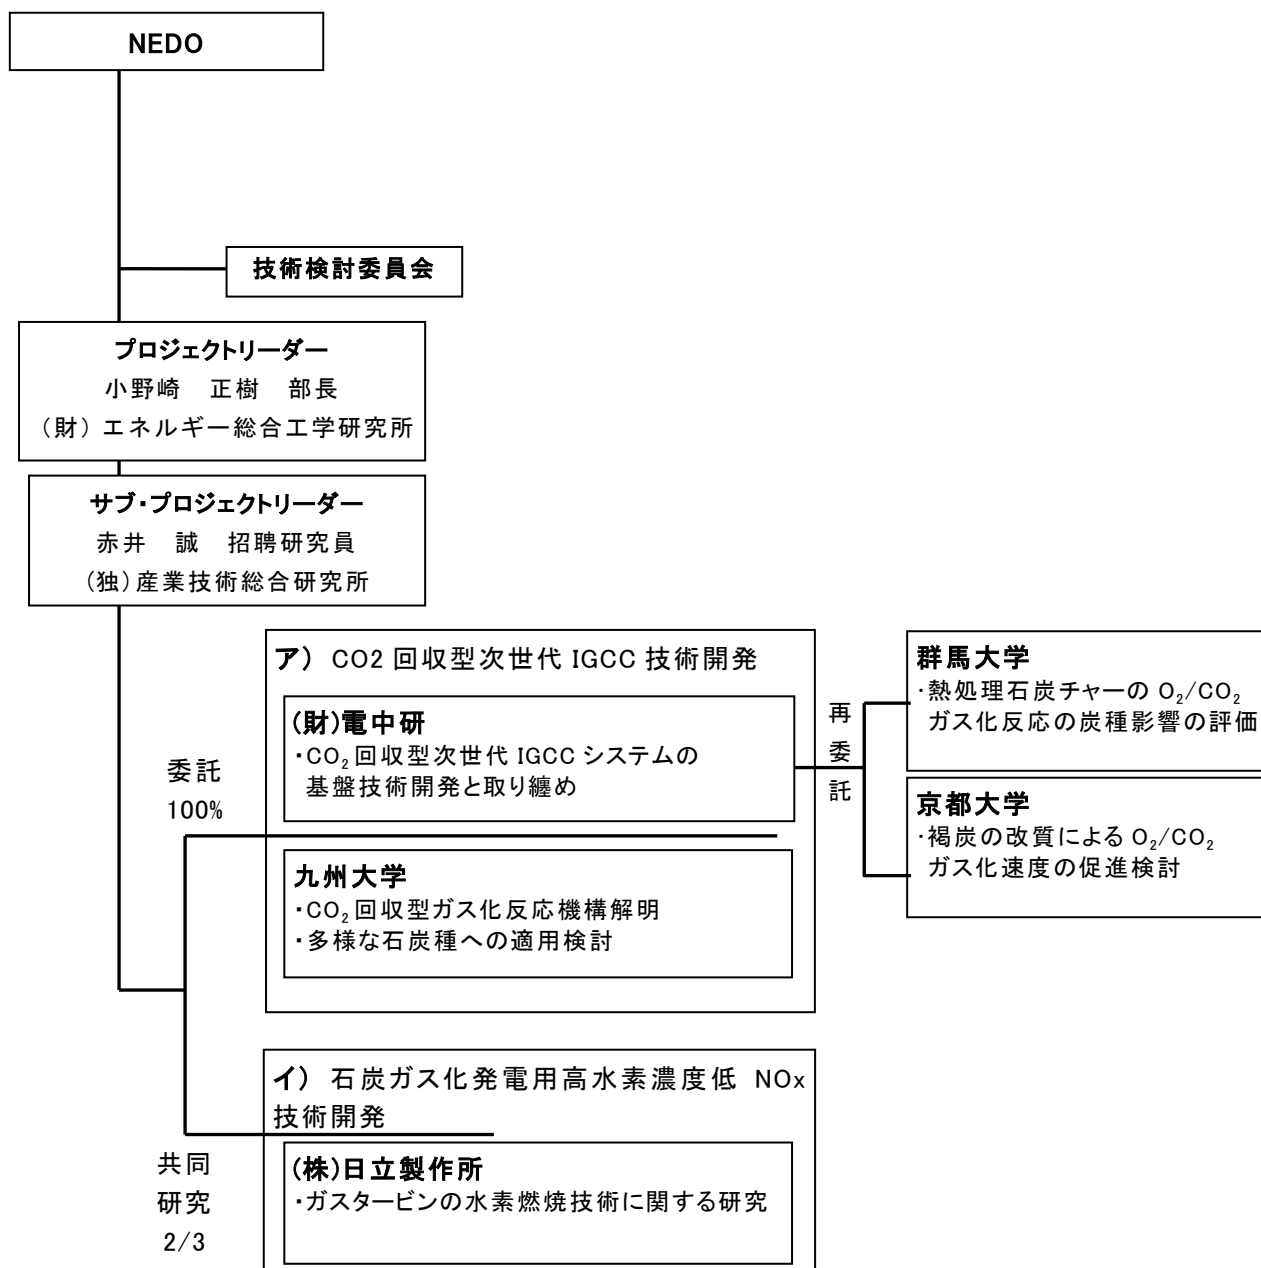 NEDO
技術検討委員会
プロジェクトリーダー
小野崎 正樹 部長
(財) エネルギー総合工学研究所
サブ・プロジェクトリーダー
赤井 誠 招聘研究員
(独)産業技術総合研究所
委託
100%
ア) CO2 回収型次世代 IGCC 技術開発
(財)電中研
・CO₂回収型次世代 IGCC システムの
基盤技術開発と取り纏め
九州大学
・CO₂回収型ガス化反応機構解明
・多様な石炭種への適用検討
再
委
託
群馬大学
・熱処理石炭チャーの O₂/CO₂
ガス化反応の炭種影響の評価
京都大学
・褐炭の改質による O₂/CO₂
ガス化速度の促進検討
共同
研究
2/3
イ) 石炭ガス化発電用高水素濃度低 NOx
技術開発
(株)日立製作所
・ガスタービンの水素燃焼技術に関する研究